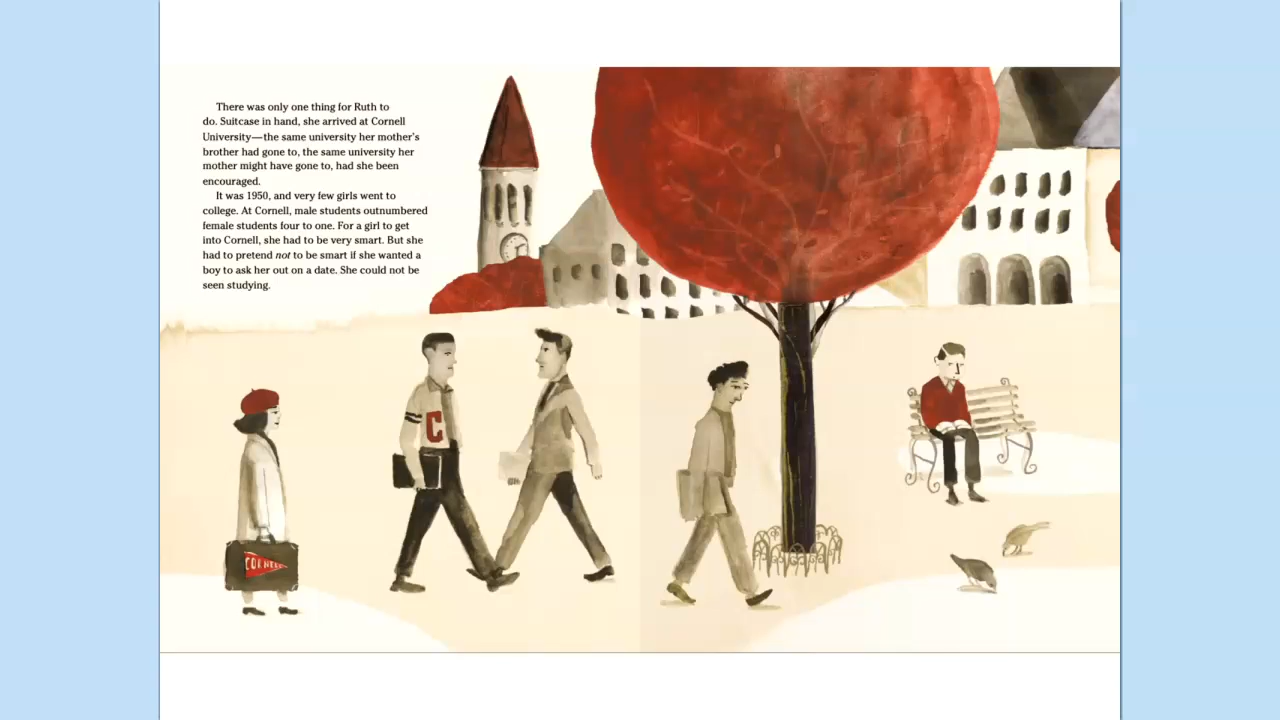 There was only one thing for Ruth to
do. Suitcase in hand, she arrived at Cornell
University—the same university her mother's
brother had gone to, the same university her
mother might have gone to, had she been
encouraged.
It was 1950, and very few girls went to
college. At Cornell, male students outnumbered
female students four to one. For a girl to get
into Cornell, she had to be very smart. But she
had to pretend not to be smart if she wanted a
boy to ask her out on a date. She could not be
seen studying.
C
CORNELL